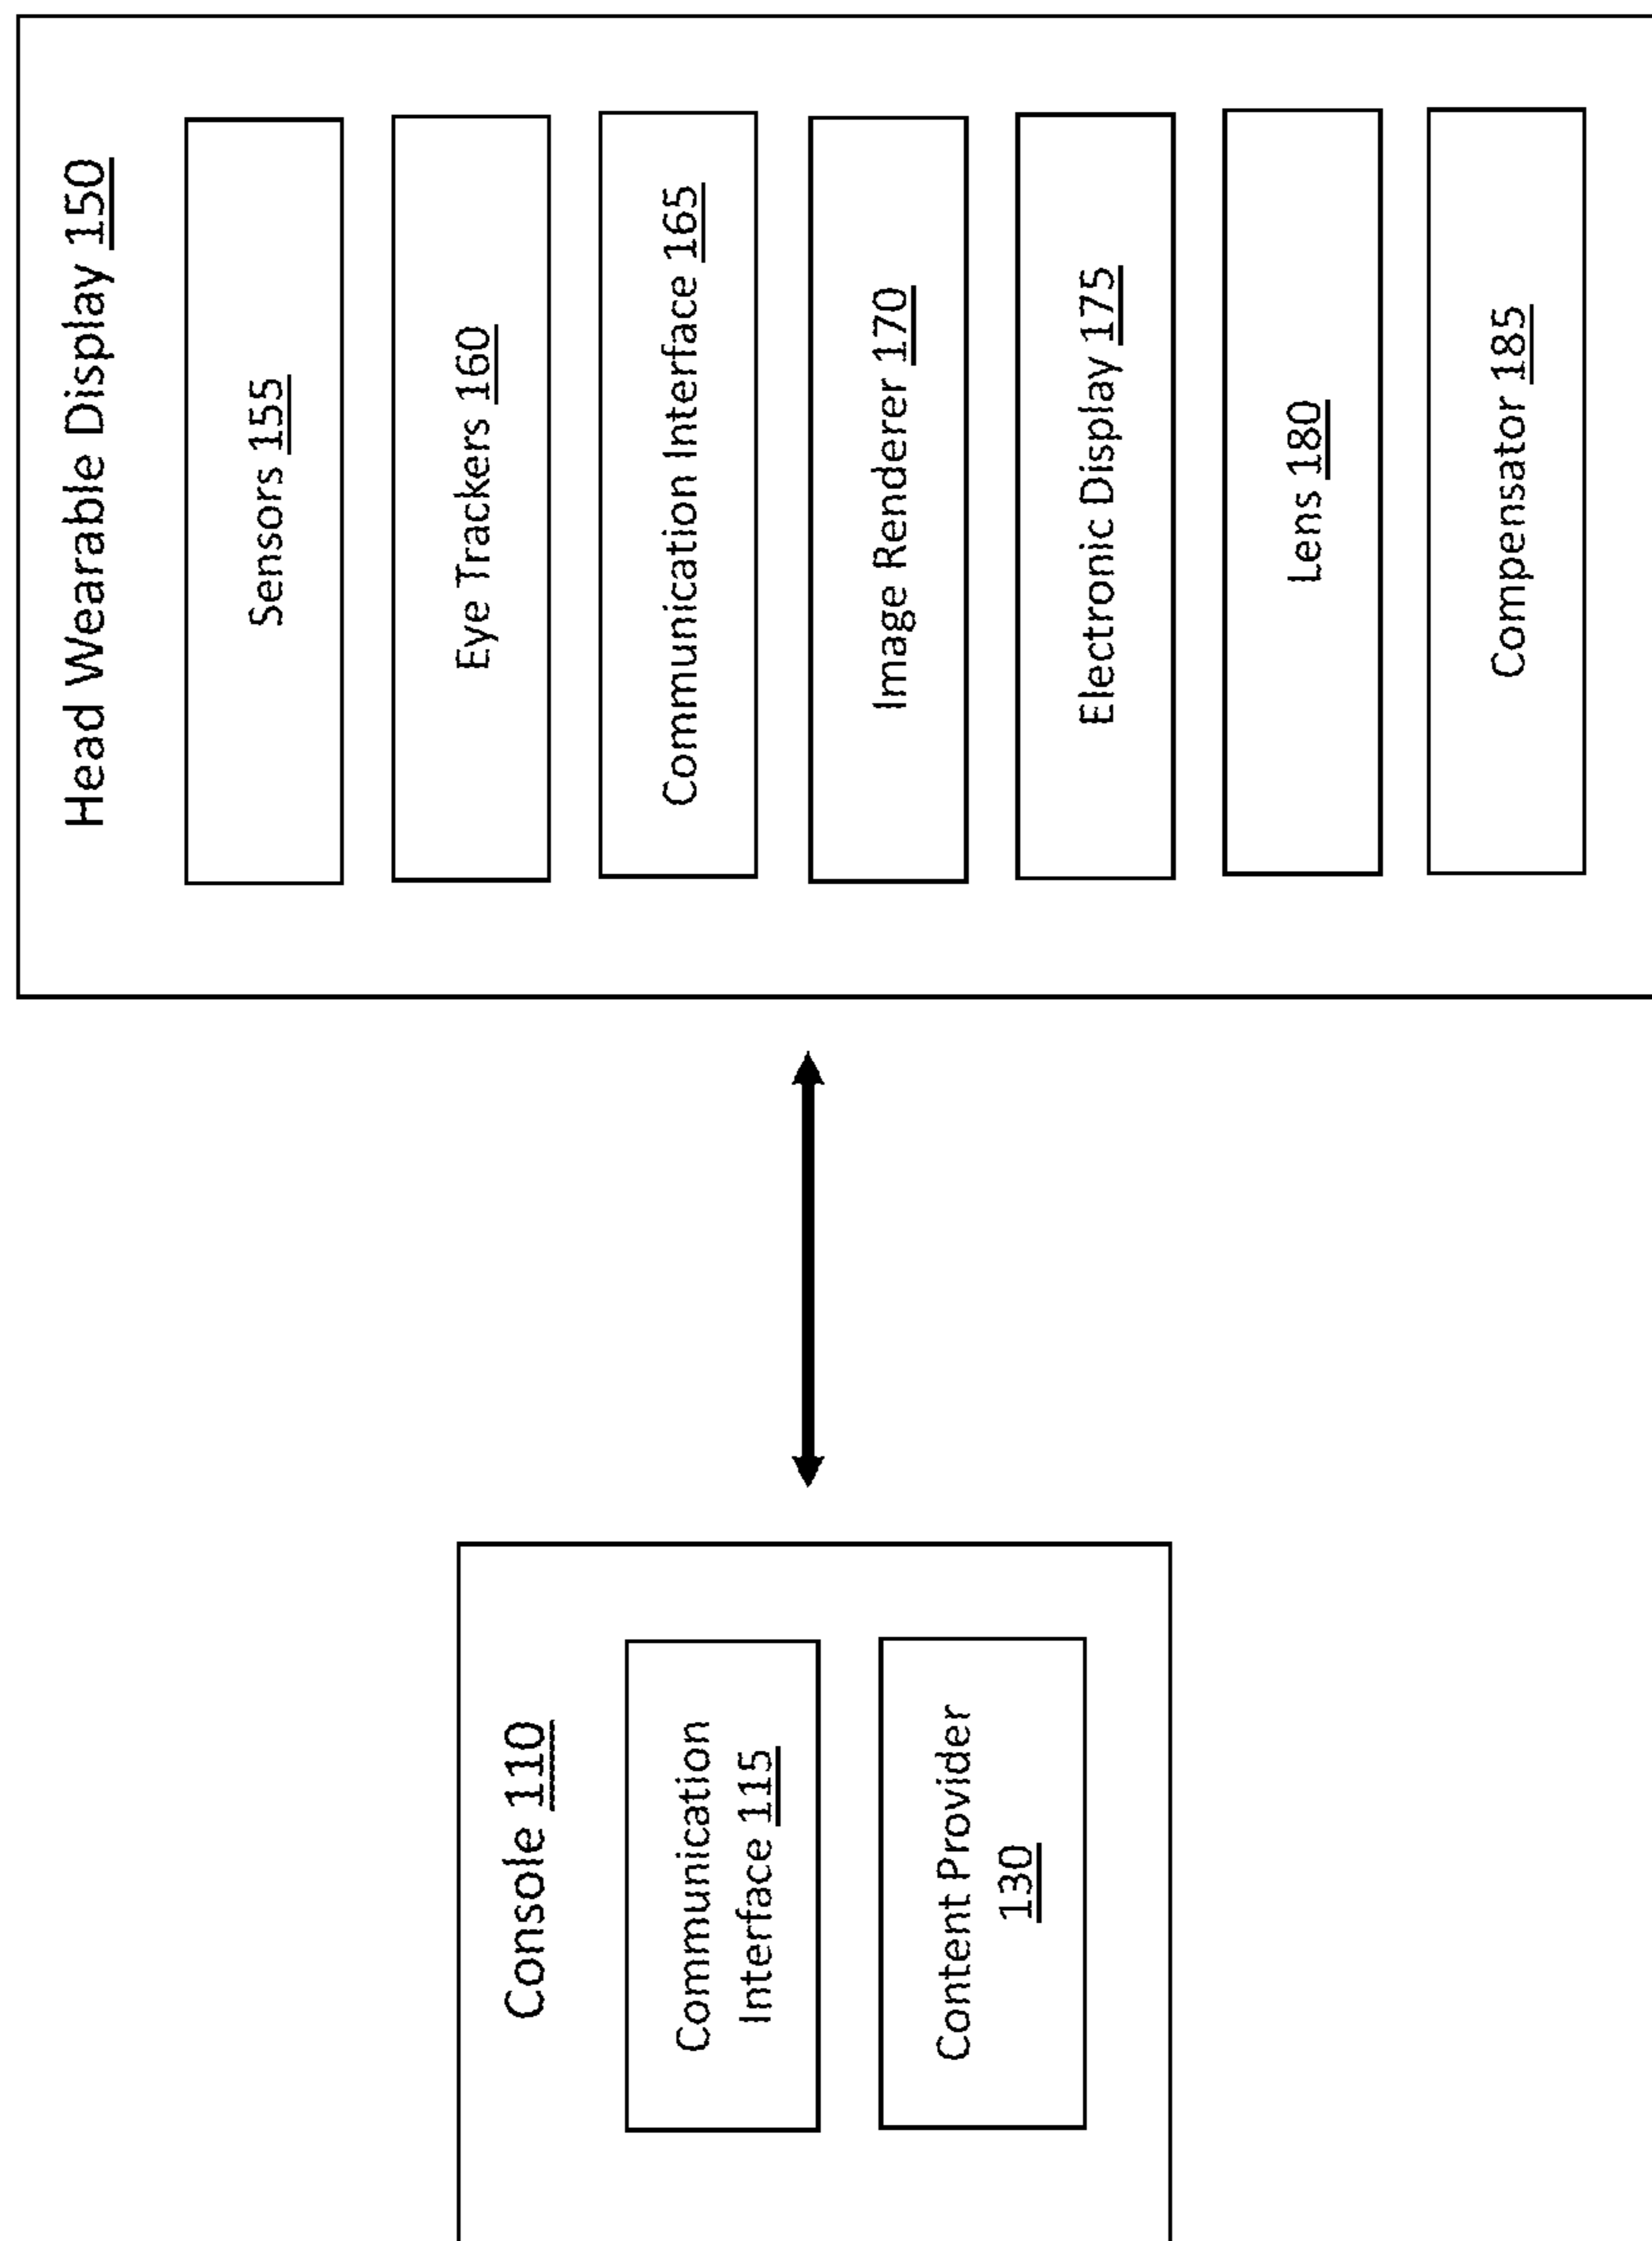 Console 110
Communication
Interface 115
Content Provider
130
Head Wearable Display 150
Sensors 155
Eye Trackers 160
Communication Interface 165
Image Renderer 170
Electronic Display 175
Lens 180
Compensator 185